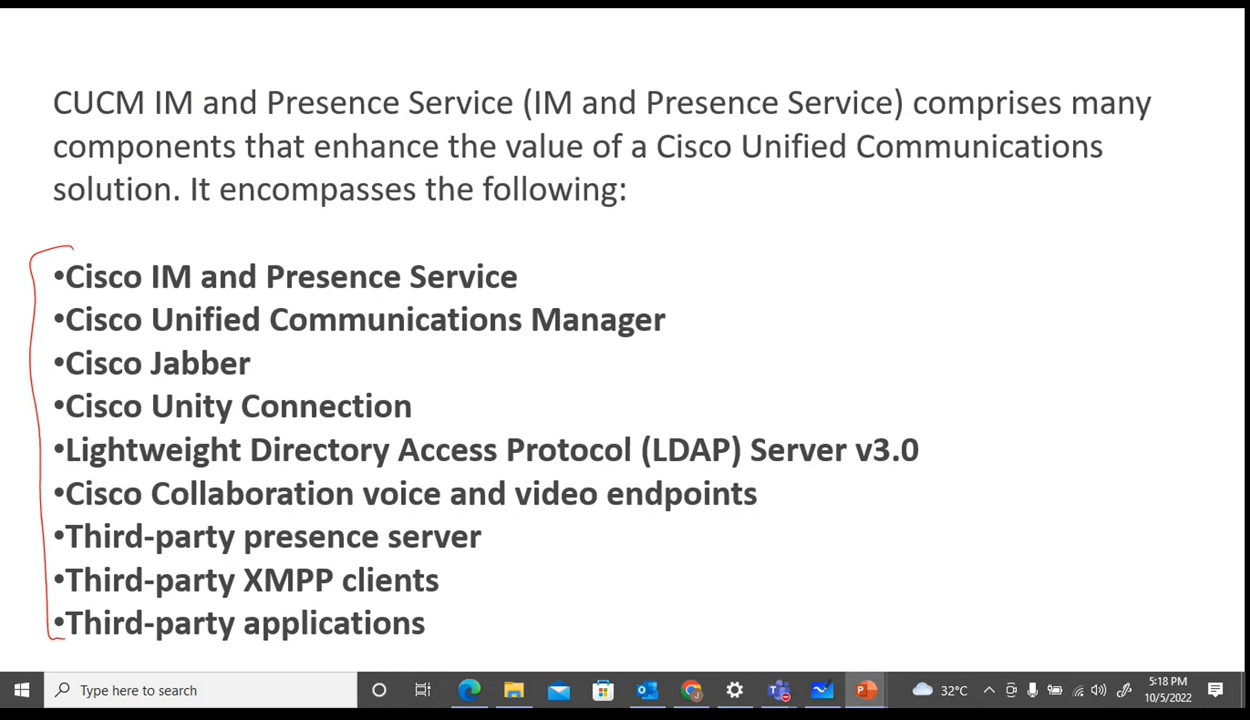 CUCM IM and Presence Service (IM and Presence Service) comprises many
components that enhance the value of a Cisco Unified Communications
solution. It encompasses the following:
•Cisco IM and Presence Service
•Cisco Unified Communications Manager
•Cisco Jabber
•Cisco Unity Connection
•Lightweight Directory Access Protocol (LDAP) Server v3.0
•Cisco Collaboration voice and video endpoints
•Third-party presence server
•Third-party XMPP clients
•Third-party applications
Type here to search
32°C
5:18 PM
10/5/2022